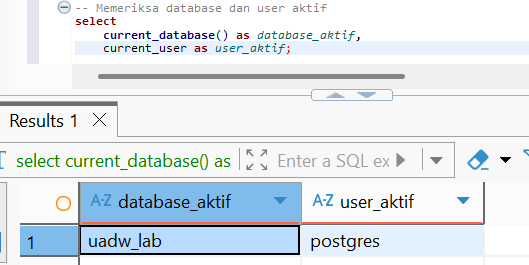 -- Memeriksa database dan user aktif
select
current_database() as database_aktif,
current_user as user_aktif;
Results 1
select current_database() as
Enter a SQL ex
A-Z database_aktif
A-Z user_aktif
1 uadw_lab postgres